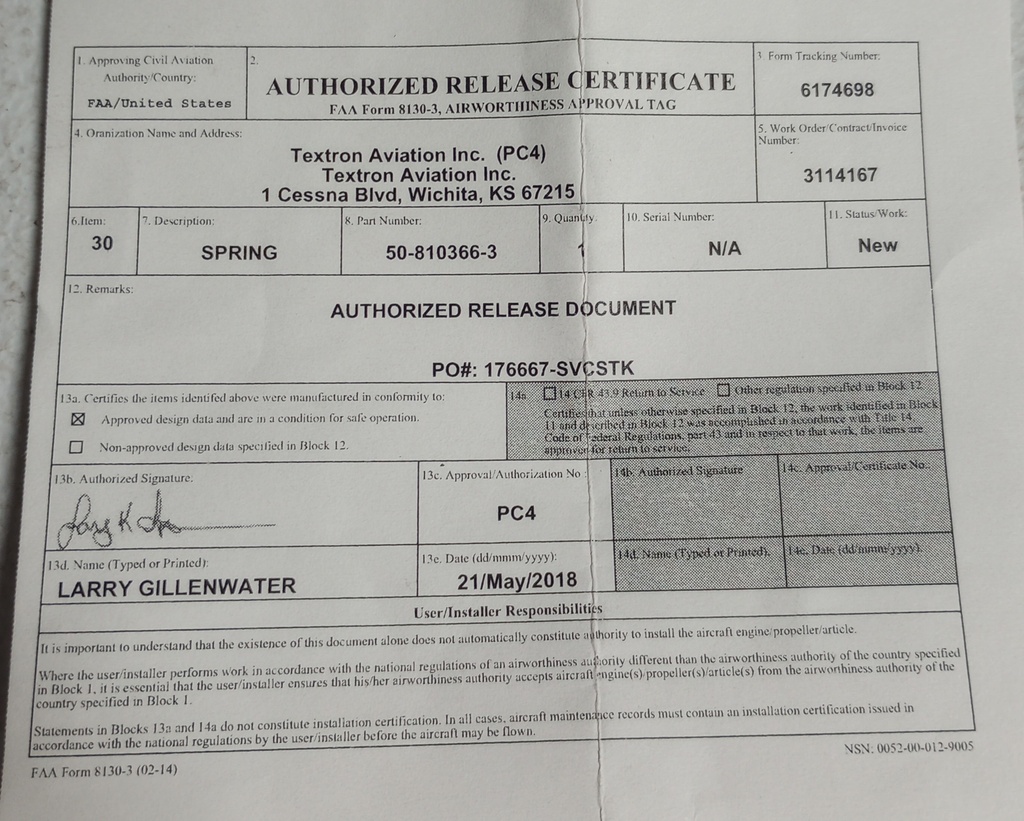 1. Approving Civil Aviation
Authority/Country:
FAA/United States
2.
AUTHORIZED RELEASE CERTIFICATE
FAA Form 8130-3, AIRWORTHINESS APPROVAL TAG
3 Form Tracking Number:
6174698
4. Oranization Name and Address:
Textron Aviation Inc. (PC4)
Textron Aviation Inc.
1 Cessna Blvd, Wichita, KS 67215
5. Work Order/Contract/Invoice
Number:
3114167
6.Item:
30
7. Description:
SPRING
8. Part Number:
50-810366-3
9. Quantity.
1
10. Serial Number:
N/A
11. Status/Work:
New
12. Remarks:
AUTHORIZED RELEASE DOCUMENT
PO#: 176667-SVCSTK
13a. Certifies the items identifed above were manufactured in conformity to:
Approved design data and are in a condition for safe operation.
Non-approved design data specified in Block 12.
14a
14 CFR 43.9 Return to Service
Other regulation specified in Block 12
Certifies that unless otherwise specified in Block 12, the work identified in Block
11 and described in Block 12 was accomplished in accordance with Title 14
Code of Federal Regulations, part 43 and in respect to that work, the items are
approved for return to service.
13b. Authorized Signature:
13c. Approval/Authorization No :
PC4
14b. Authorized Signature
14c. Approval/Certificate No.:
13d. Name (Typed or Printed):
LARRY GILLENWATER
13e. Date (dd/mmm/yyyy):
21/May/2018
14d. Name (Typed or Printed).
14e. Date (dd/mmm/yyyy).
User/Installer Responsibilities
It is important to understand that the existence of this document alone does not automatically constitute authority to install the aircraft engine/propeller/article.
Where the user/installer performs work in accordance with the national regulations of an airworthiness authority different than the airworthiness authority of the country specified
in Block 1, it is essential that the user/installer ensures that his/her airworthiness authority accepts aircraft engine(s)/propeller(s)/article(s) from the airworthiness authority of the
country specified in Block 1.
Statements in Blocks 13a and 14a do not constitute installation certification. In all cases, aircraft maintenance records must contain an installation certification issued in
accordance with the national regulations by the user/installer before the aircraft may be flown.
FAA Form 8130-3 (02-14)
NSN: 0052-00-012-9005